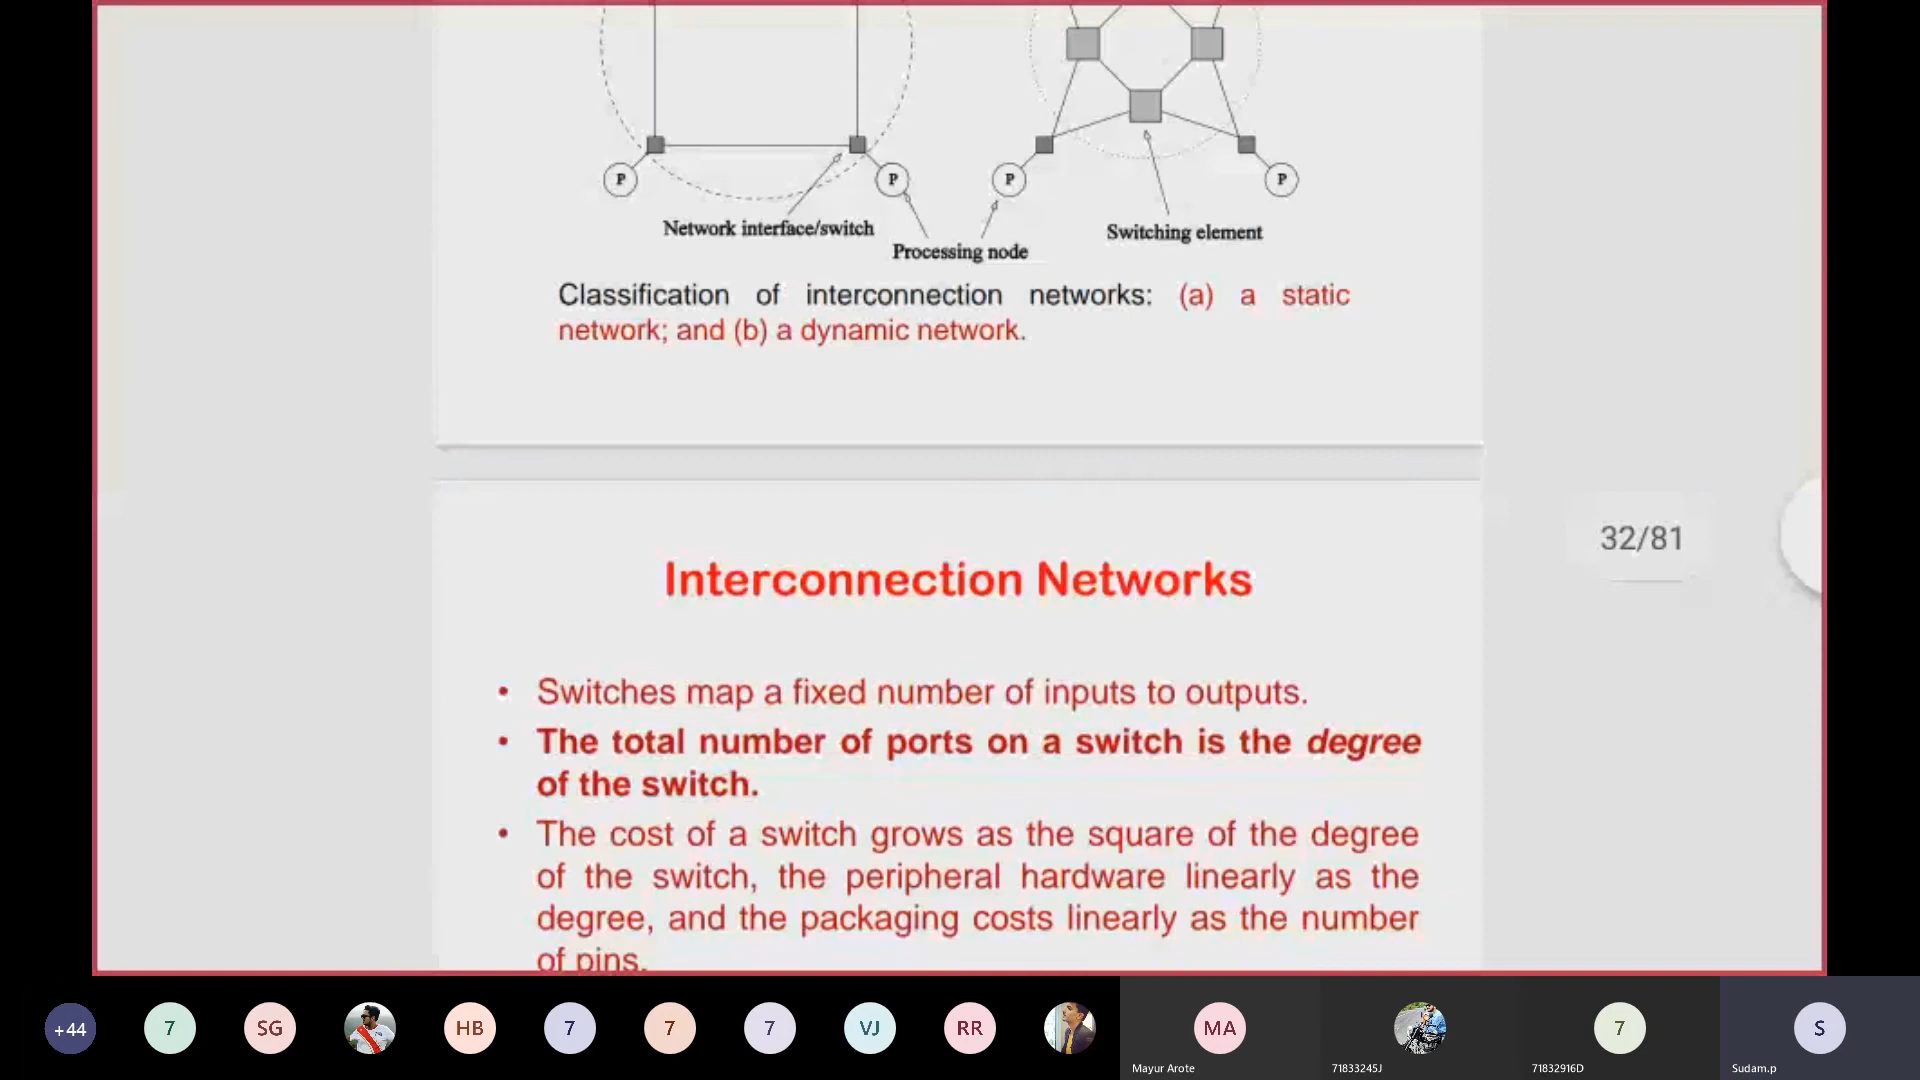 P
P
P
P
Network interface/switch
Switching element
Processing node
Classification of interconnection networks: (a) a static
network; and (b) a dynamic network.
32/81
Interconnection Networks
• Switches map a fixed number of inputs to outputs.
• The total number of ports on a switch is the degree
of the switch.
• The cost of a switch grows as the square of the degree
of the switch, the peripheral hardware linearly as the
degree, and the packaging costs linearly as the number
of pins.
+44
7
SG
HB
7
7
7
VJ
RR
MA
7
S
Mayur Arote
71833245J
71832916D
Sudam.p